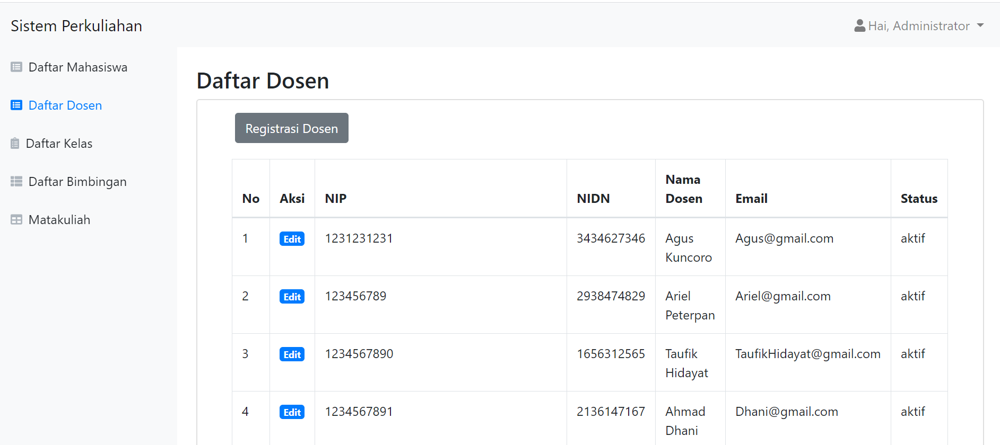 Sistem Perkuliahan
Hai, Administrator
Daftar Mahasiswa
Daftar Dosen
Daftar Kelas
Daftar Bimbingan
Matakuliah
Daftar Dosen
Registrasi Dosen
No Aksi NIP NIDN Nama Dosen Email Status
1 Edit 1231231231 3434627346 Agus Kuncoro Agus@gmail.com aktif
2 Edit 123456789 2938474829 Ariel Peterpan Ariel@gmail.com aktif
3 Edit 1234567890 1656312565 Taufik Hidayat TaufikHidayat@gmail.com aktif
4 Edit 1234567891 2136147167 Ahmad Dhani Dhani@gmail.com aktif